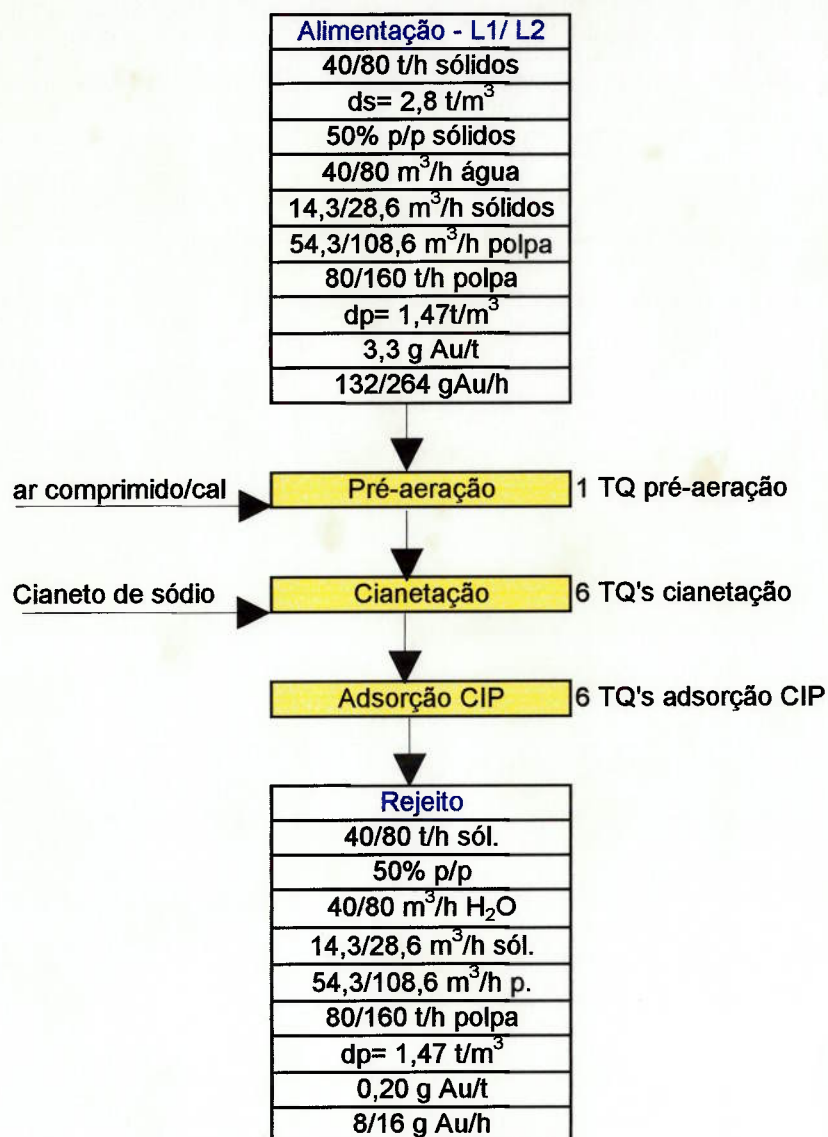 Alimentação - L1/ L2
40/80 t/h sólidos
ds= 2,8 t/m³
50% p/p sólidos
40/80 m³/h água
14,3/28,6 m³/h sólidos
54,3/108,6 m³/h polpa
80/160 t/h polpa
dp= 1,47t/m³
3,3 g Au/t
132/264 gAu/h
ar comprimido/cal
Pré-aeração
1 TQ pré-aeração
Cianeto de sódio
Cianetação
6 TQ's cianetação
Adsorção CIP
6 TQ's adsorção CIP
Rejeito
40/80 t/h sól.
50% p/p
40/80 m³/h H₂O
14,3/28,6 m³/h sól.
54,3/108,6 m³/h p.
80/160 t/h polpa
dp= 1,47 t/m³
0,20 g Au/t
8/16 g Au/h